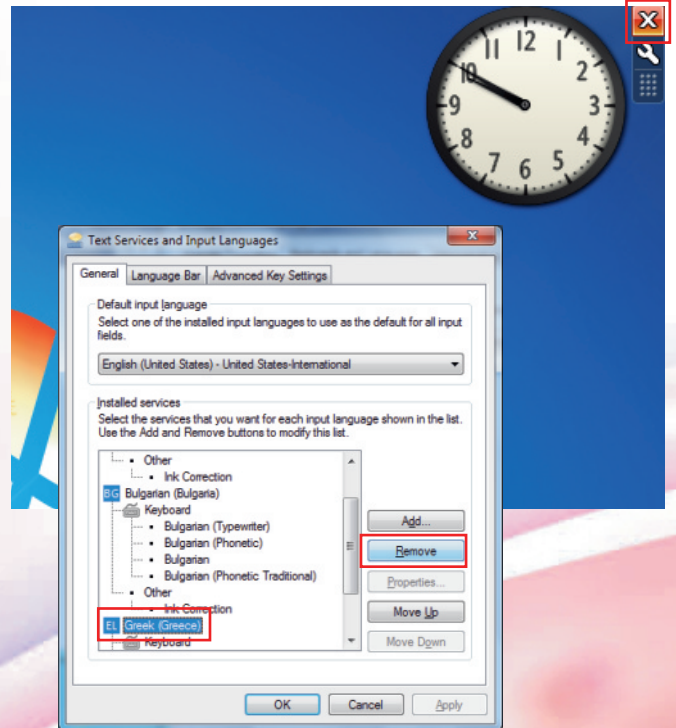 11 12 1
10 2
9 3
8 4
7 6 5
Text Services and Input Languages
General Language Bar Advanced Key Settings
Default input language
Select one of the installed input languages to use as the default for all input
fields.
English (United States) - United States-International
Installed services
Select the services that you want for each input language shown in the list.
Use the Add and Remove buttons to modify this list.
Other
Ink Correction
BG Bulgarian (Bulgaria)
Keyboard
Bulgarian (Typewriter)
Bulgarian (Phonetic)
Bulgarian
Bulgarian (Phonetic Traditional)
Other
Ink Correction
EL Greek (Greece)
Keyboard
Add...
Remove
Properties...
Move Up
Move Down
OK Cancel Apply